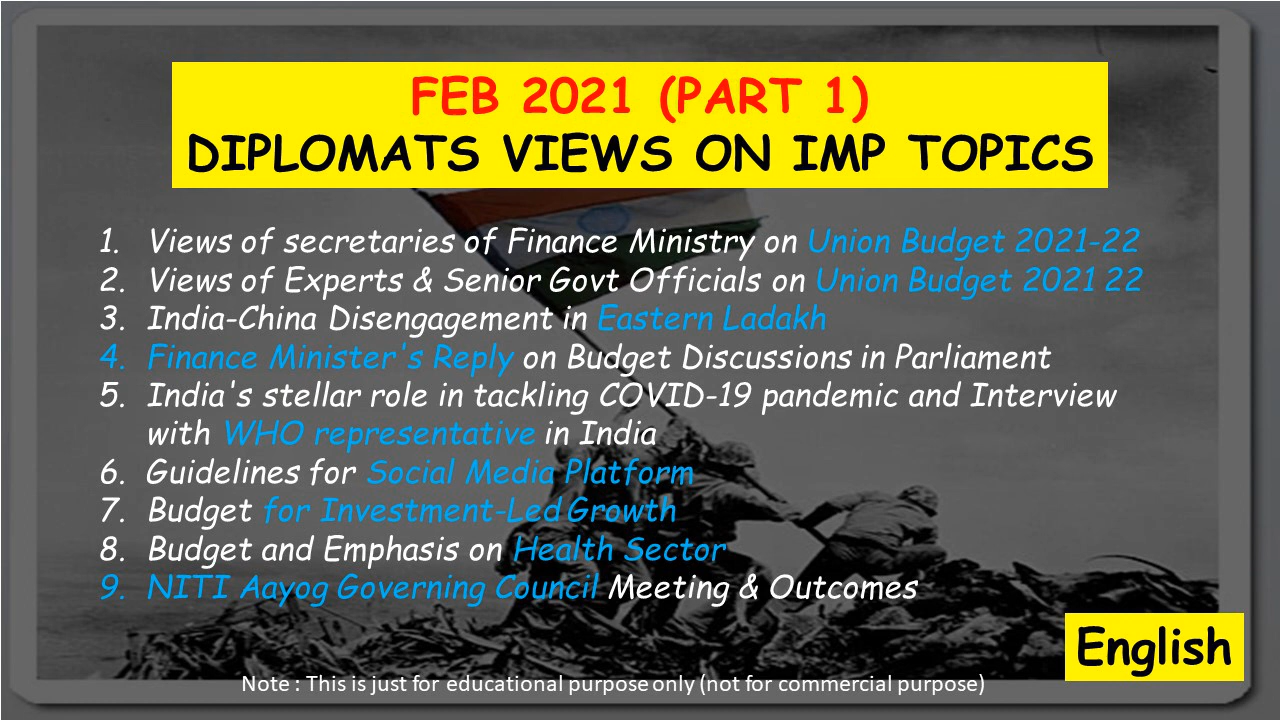 FEB 2021 (PART 1)
DIPLOMATS VIEWS ON IMP TOPICS
1. Views of secretaries of Finance Ministry on Union Budget 2021-22
2. Views of Experts & Senior Govt Officials on Union Budget 2021 22
3. India-China Disengagement in Eastern Ladakh
4. Finance Minister's Reply on Budget Discussions in Parliament
5. India's stellar role in tackling COVID-19 pandemic and Interview
with WHO representative in India
6. Guidelines for Social Media Platform
7. Budget for Investment-Led Growth
8. Budget and Emphasis on Health Sector
9. NITI Aayog Governing Council Meeting & Outcomes
English
Note : This is just for educational purpose only (not for commercial purpose)